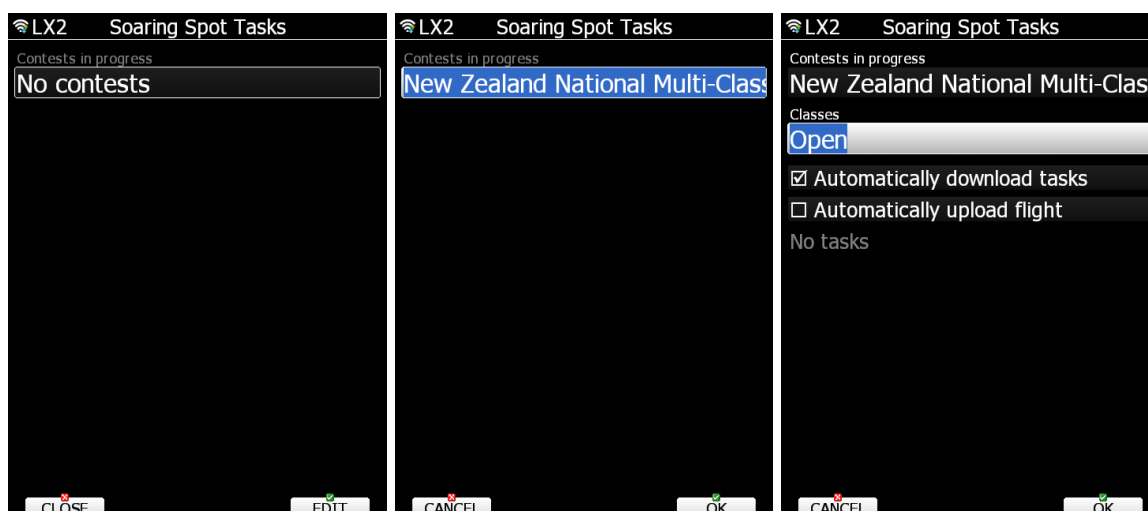 LX2 Soaring Spot Tasks
Contests in progress
No contests
CLOSE EDIT
LX2 Soaring Spot Tasks
Contests in progress
New Zealand National Multi-Class
CANCEL OK
LX2 Soaring Spot Tasks
Contests in progress
New Zealand National Multi-Clas
Classes
Open
Automatically download tasks
Automatically upload flight
No tasks
CANCEL OK